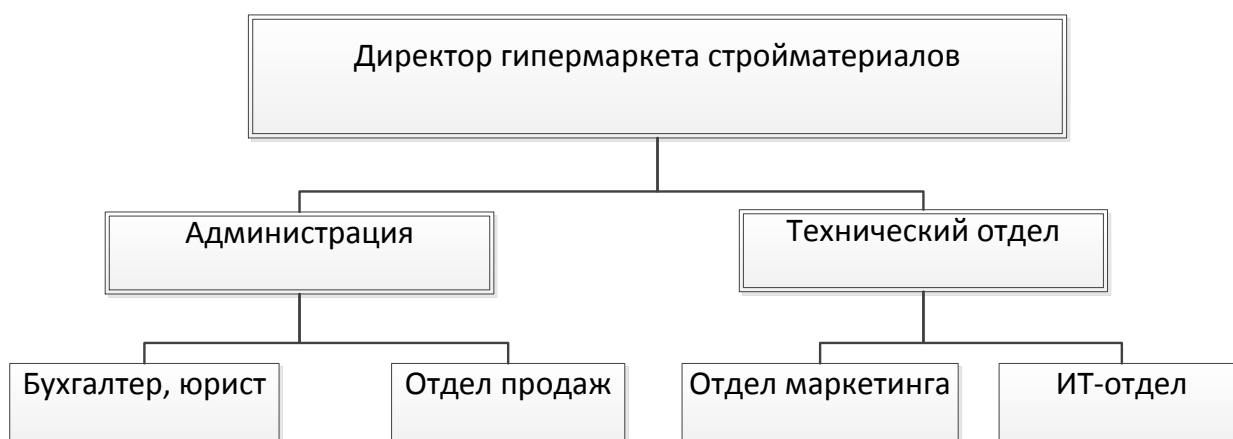 Директор гипермаркета стройматериалов
Администрация
Технический отдел
Бухгалтер, юрист
Отдел продаж
Отдел маркетинга
ИТ-отдел